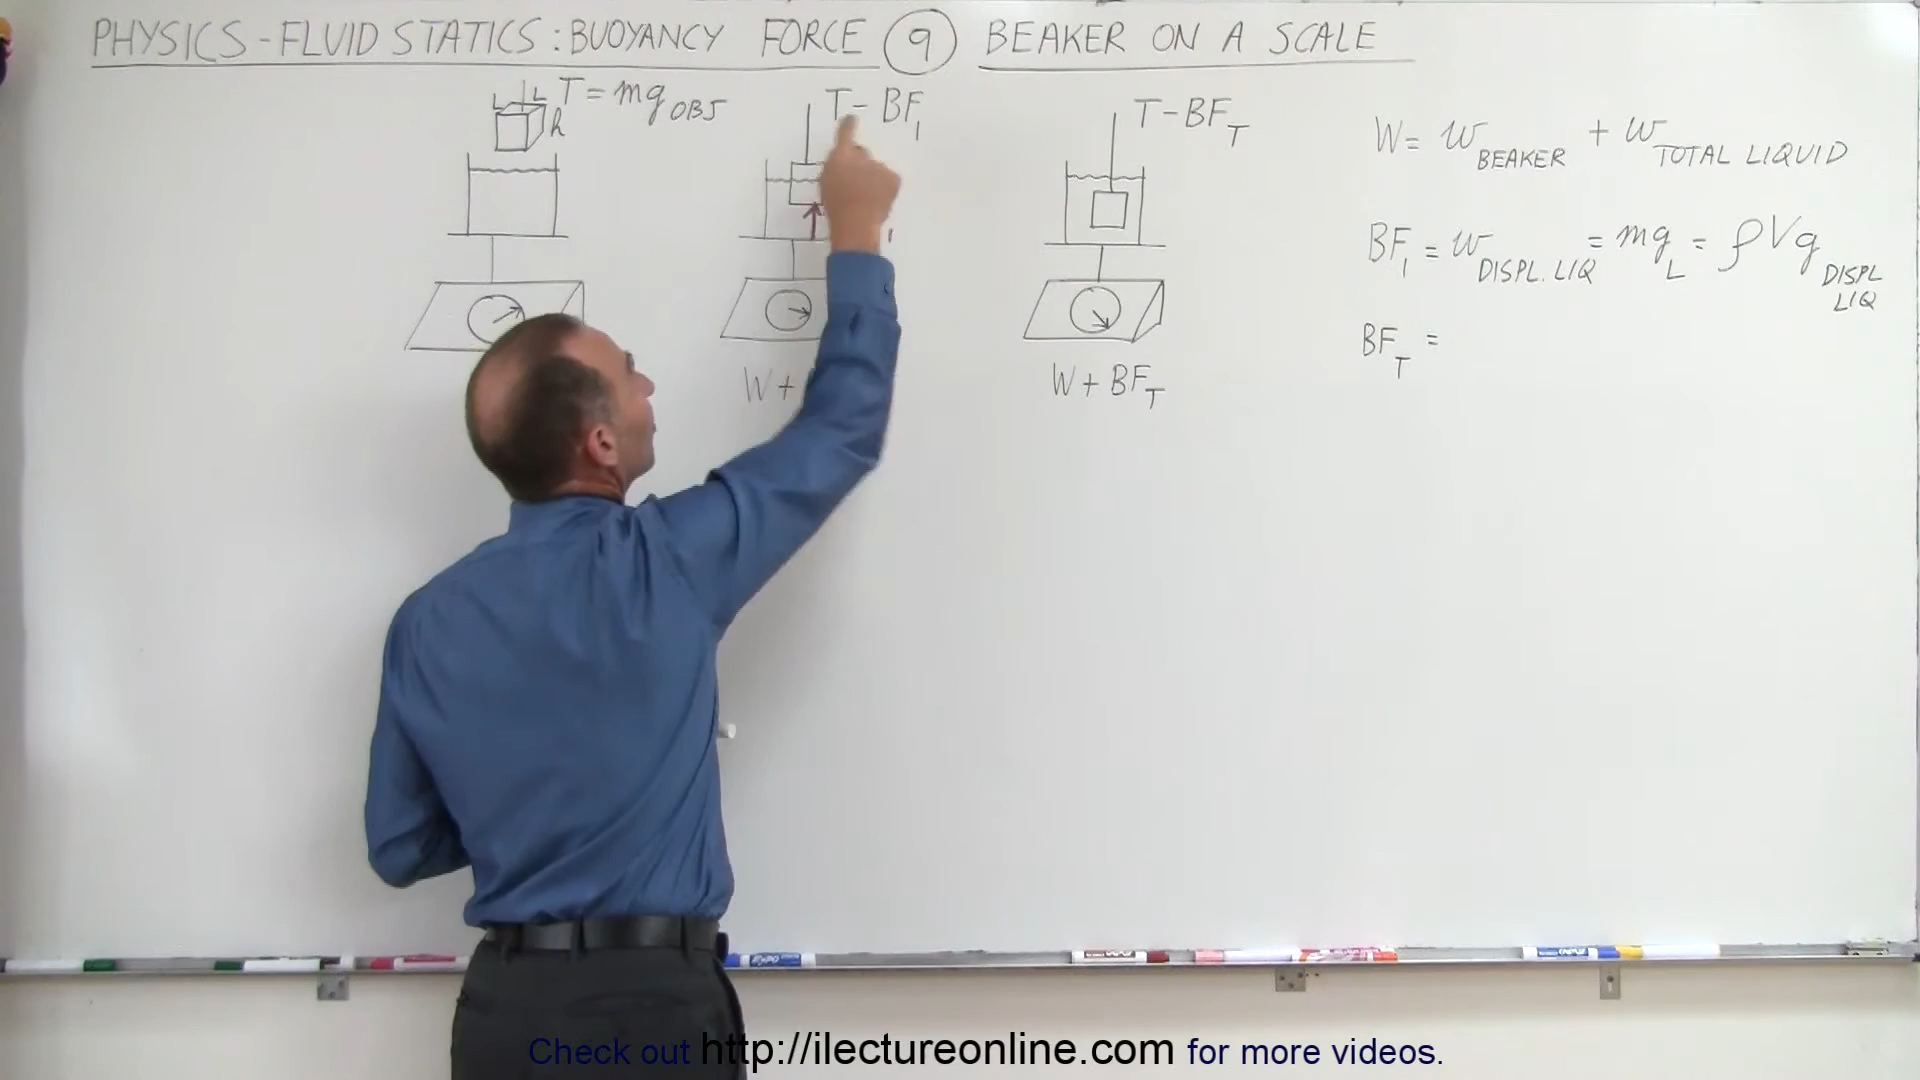 PHYSICS - FLUID STATICS : BUOYANCY FORCE 9 BEAKER ON A SCALE
L L h T = mg OBJ
T - BF1
T - BFT
W = w BEAKER + w TOTAL LIQUID
BF1 = w DISPL. LIQ = mg L = ρVg DISPL LIQ
BFT =
W +
W + BFT
Check out http://ilectureonline.com for more videos.